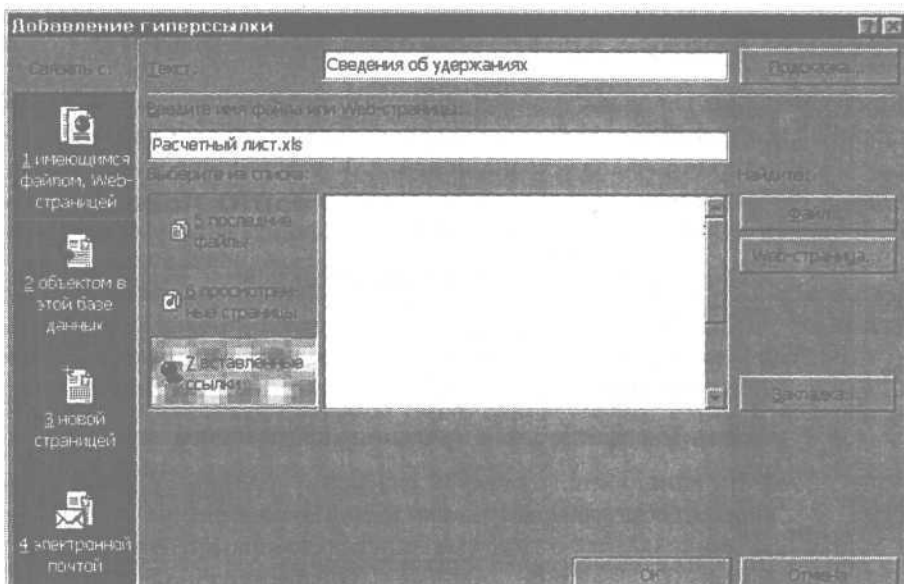 Добавление гиперссылки
Связать с:
Текст:
Сведения об удержаниях
Подсказка...
Введите имя файла или Web-страницы:
Расчетный лист.xls
Выберите из списка:
Найдите:
1 имеющимся
файлом, Web-
страницей
2 объектом в
этой базе
данных
3 новой
страницей
4 электронной
почтой
5 последние
файлы
6 просмотрен-
ные страницы
7 вставленные
ссылки
Файл...
Web-страница...
Закладка...
ОК
Отмена